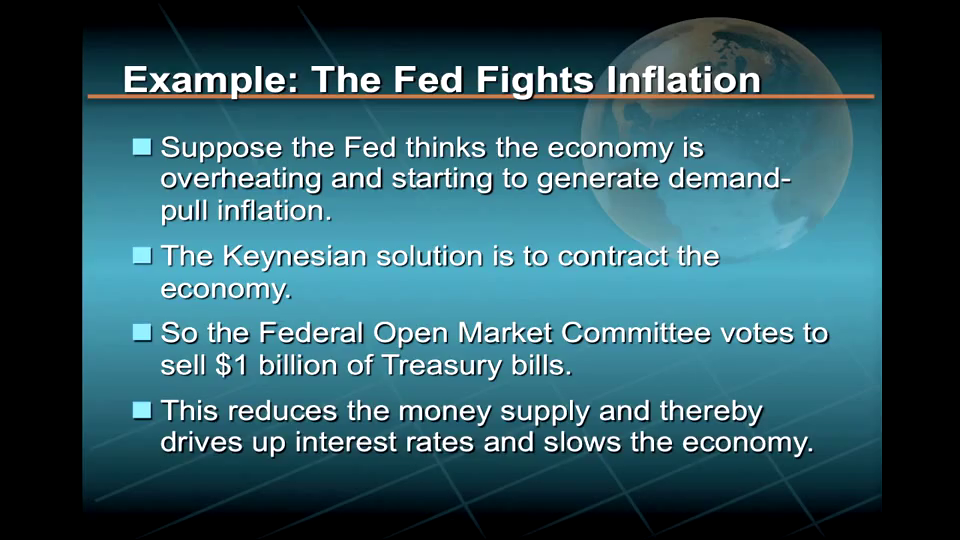 Example: The Fed Fights Inflation
Suppose the Fed thinks the economy is
overheating and starting to generate demand-
pull inflation.
The Keynesian solution is to contract the
economy.
So the Federal Open Market Committee votes to
sell $1 billion of Treasury bills.
This reduces the money supply and thereby
drives up interest rates and slows the economy.